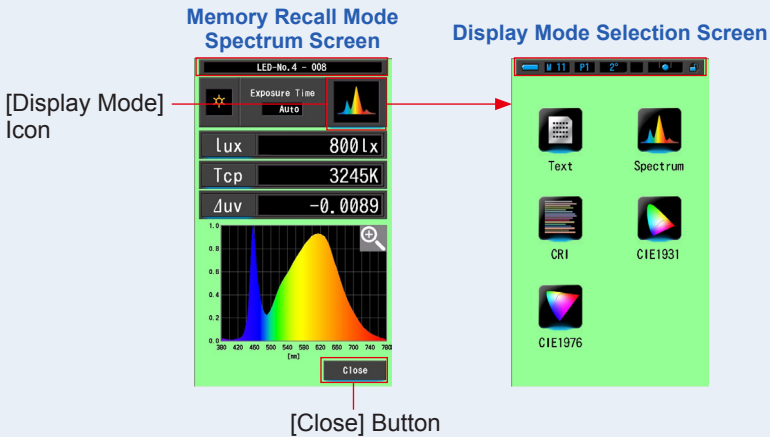 Memory Recall Mode
Spectrum Screen
Display Mode Selection Screen
[Display Mode]
Icon
LED-No.4 - 008
Exposure Time
Auto
lux 800lx
Tcp 3245K
⊿uv -0.0089
1.0
0.8
0.6
0.4
0.2
0.0
380 420 460 500 540 580 620 660 700 740 780
[nm]
Close
[Close] Button
M 11 P1 2°
Text Spectrum
CRI CIE1931
CIE1976